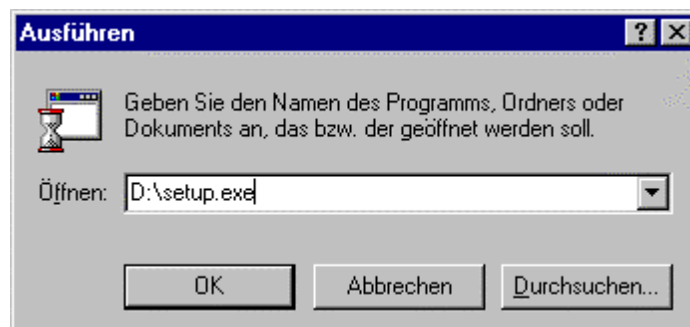 Ausführen
Geben Sie den Namen des Programms, Ordners oder
Dokuments an, das bzw. der geöffnet werden soll.
Öffnen: D:\setup.exe
OK Abbrechen Durchsuchen...